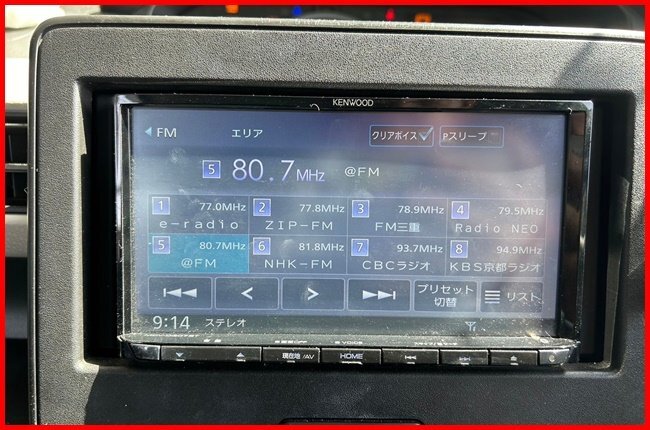 KENWOOD
FM エリア クリアボイス Pスリープ
5 80.7MHz @FM
1 77.0MHz 2 77.8MHz 3 78.9MHz 4 79.5MHz
e-radio ZIP-FM FM三重 Radio NEO
5 80.7MHz 6 81.8MHz 7 93.7MHz 8 94.9MHz
@FM NHK-FM CBCラジオ KBS京都ラジオ
プリセット
切替 リスト
9:14 ステレオ
現在地/AV HOME